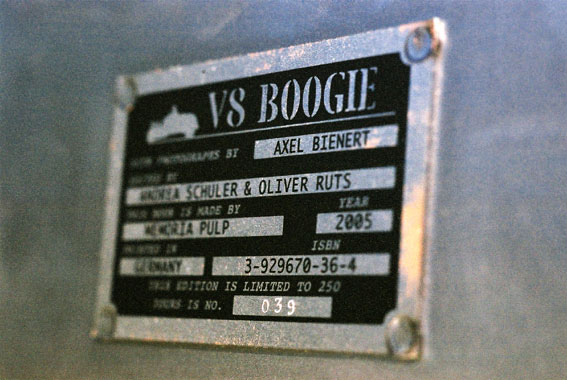 V8 BOOGIE
WITH PHOTOGRAPHS BY AXEL BIENERT
EDITED BY
ANDREA SCHULER & OLIVER RUTS
THIS BOOK IS MADE BY YEAR
MEMORIA PULP 2005
PRINTED IN ISBN
GERMANY 3-929670-36-4
THIS EDITION IS LIMITED TO 250
YOURS IS NO. 039